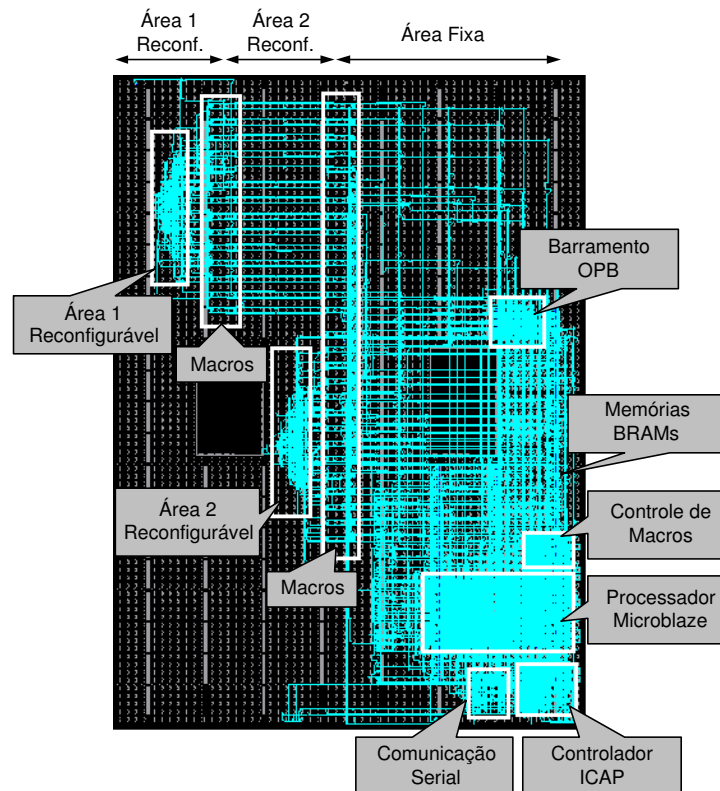 Área 1
Reconf.
Área 2
Reconf.
Área Fixa
Barramento
OPB
Área 1
Reconfigurável
Macros
Memórias
BRAMs
Área 2
Reconfigurável
Controle de
Macros
Macros
Processador
Microblaze
Comunicação
Serial
Controlador
ICAP